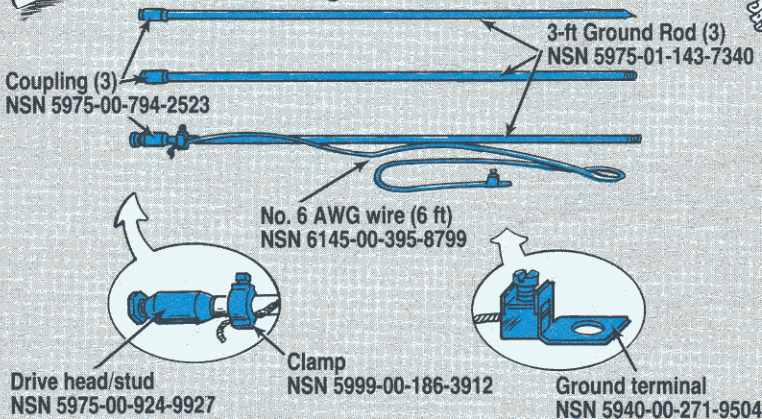 3-ft Ground Rod (3)
NSN 5975-01-143-7340
Coupling (3)
NSN 5975-00-794-2523
No. 6 AWG wire (6 ft)
NSN 6145-00-395-8799
Drive head/stud
NSN 5975-00-924-9927
Clamp
NSN 5999-00-186-3912
Ground terminal
NSN 5940-00-271-9504